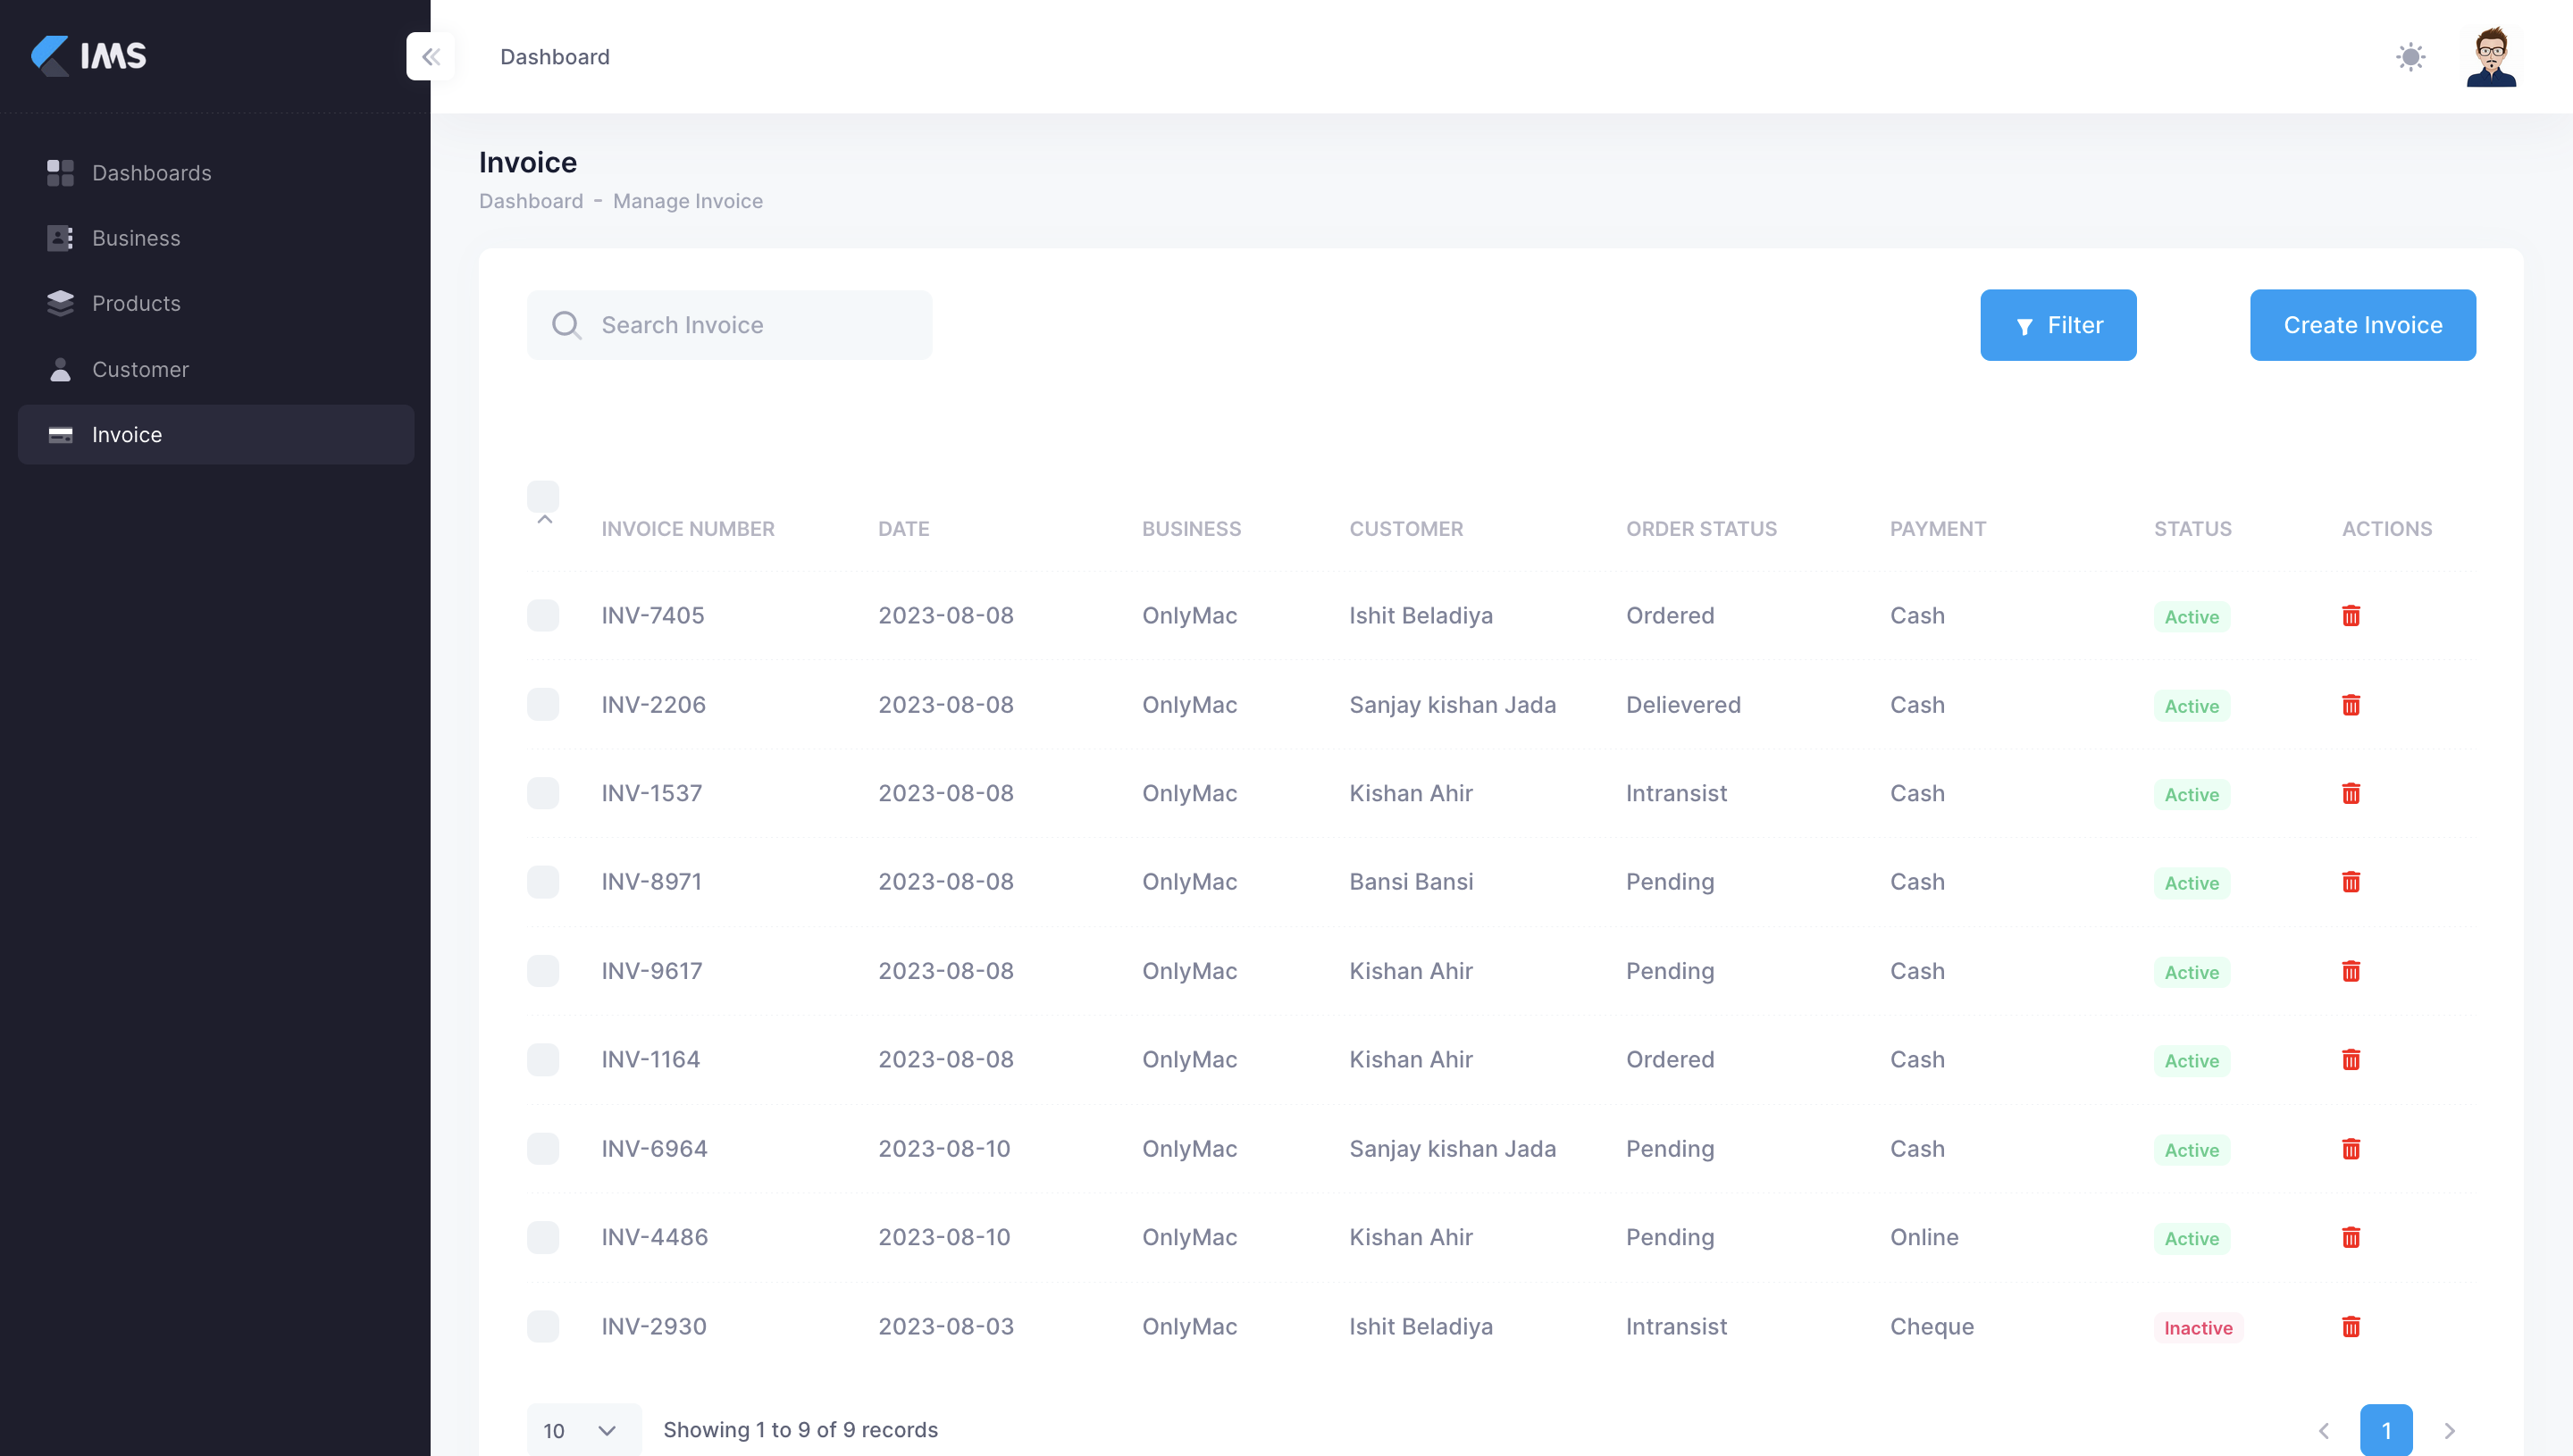 IMS
Dashboard
Dashboards
Business
Products
Customer
Invoice
Invoice
Dashboard - Manage Invoice
Search Invoice
Filter
Create Invoice
INVOICE NUMBER DATE BUSINESS CUSTOMER ORDER STATUS PAYMENT STATUS ACTIONS
INV-7405 2023-08-08 OnlyMac Ishit Beladiya Ordered Cash Active
INV-2206 2023-08-08 OnlyMac Sanjay kishan Jada Delievered Cash Active
INV-1537 2023-08-08 OnlyMac Kishan Ahir Intransist Cash Active
INV-8971 2023-08-08 OnlyMac Bansi Bansi Pending Cash Active
INV-9617 2023-08-08 OnlyMac Kishan Ahir Pending Cash Active
INV-1164 2023-08-08 OnlyMac Kishan Ahir Ordered Cash Active
INV-6964 2023-08-10 OnlyMac Sanjay kishan Jada Pending Cash Active
INV-4486 2023-08-10 OnlyMac Kishan Ahir Pending Online Active
INV-2930 2023-08-03 OnlyMac Ishit Beladiya Intransist Cheque Inactive
10 Showing 1 to 9 of 9 records 1